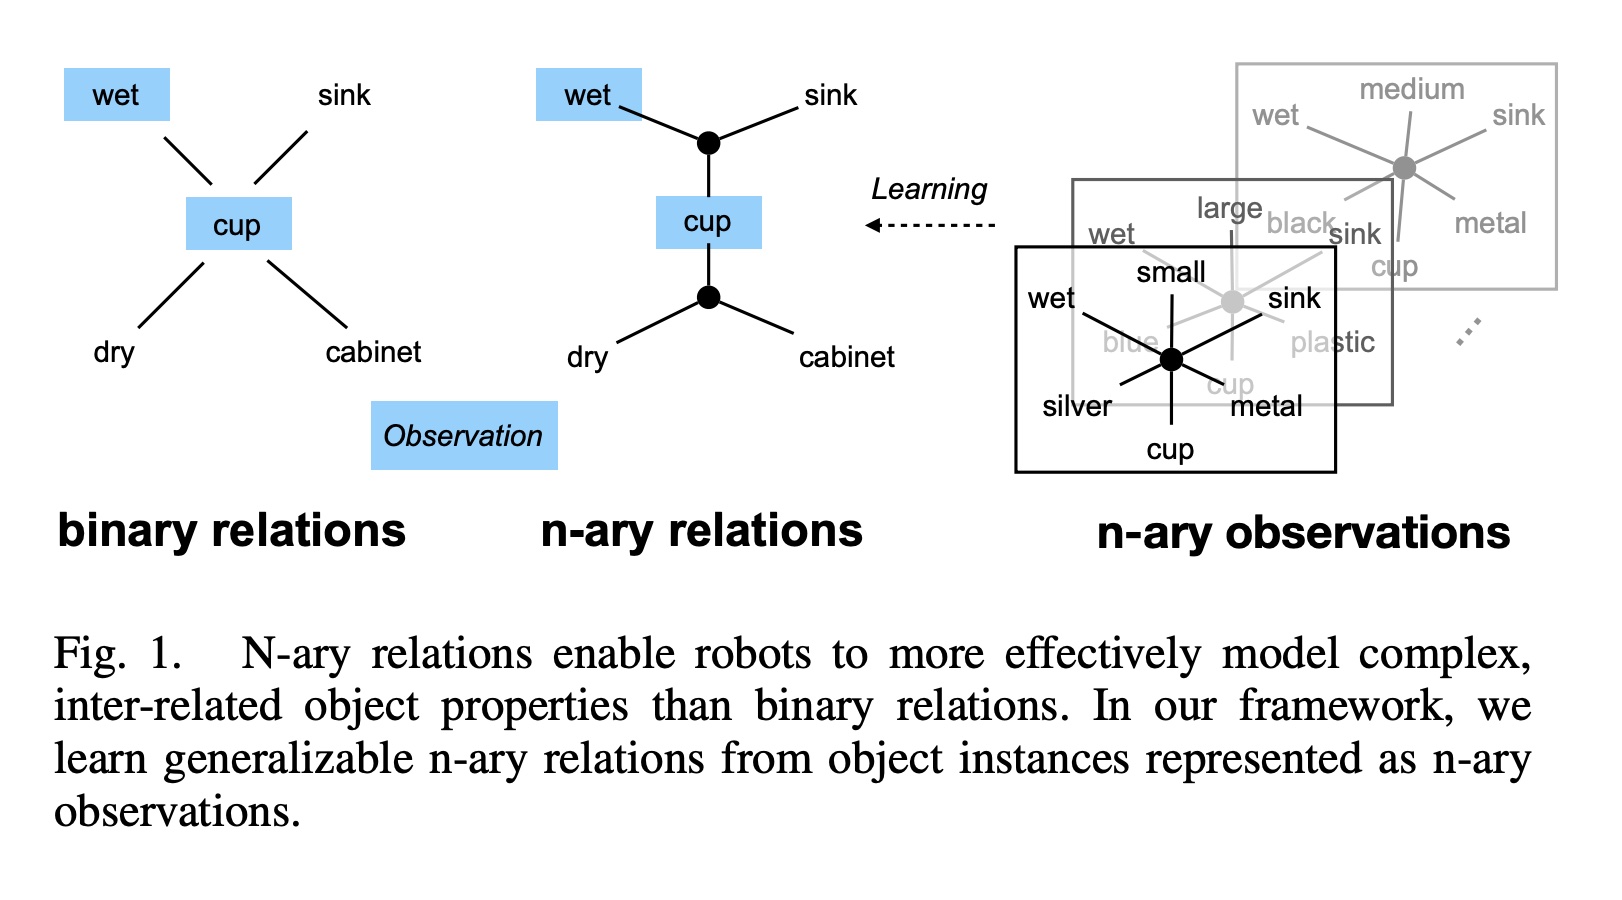 wet
sink
cup
dry
cabinet
wet
sink
cup
dry
cabinet
Observation
Learning
medium
wet
sink
black
metal
cup
large
wet
sink
blue
plastic
cup
small
wet
sink
silver
metal
cup
binary relations
n-ary relations
n-ary observations
Fig. 1. N-ary relations enable robots to more effectively model complex,
inter-related object properties than binary relations. In our framework, we
learn generalizable n-ary relations from object instances represented as n-ary
observations.